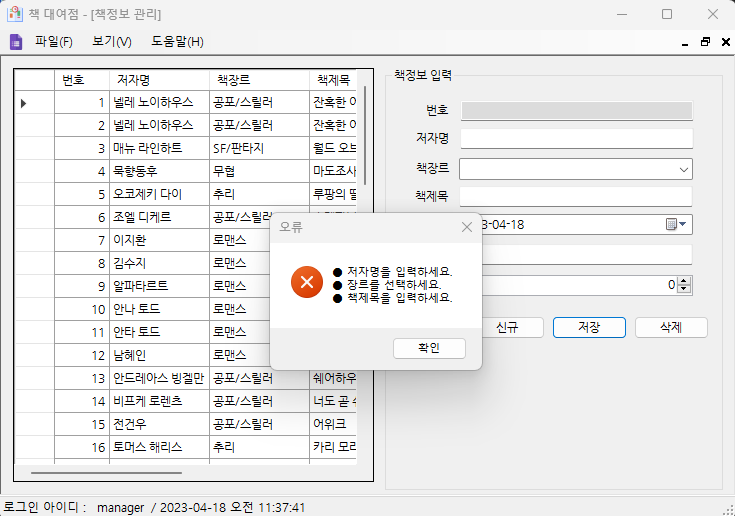 책 대여점 - [책정보 관리]
파일(F) 보기(V) 도움말(H)
번호 저자명 책장르 책제목
1 넬레 노이하우스 공포/스릴러 잔혹한 어
2 넬레 노이하우스 공포/스릴러 잔혹한 어
3 매뉴 라인하트 SF/판타지 월드 오브
4 묵향동후 무협 마도조사
5 오코제키 다이 추리 루팡의 딸
6 조엘 디케르 공포/스릴러
7 이지환 로맨스
8 김수지 로맨스
9 알파타르트 로맨스
10 안나 토드 로맨스
11 안타 토드 로맨스
12 남혜인 로맨스
13 안드레아스 빙겔만 공포/스릴러 쉐어하우
14 비프케 로렌츠 공포/스릴러 너도 곧
15 전건우 공포/스릴러 어위크
16 토머스 해리스 추리 카리 모리
책정보 입력
번호
저자명
책장르
책제목
3-04-18
0
신규 저장 삭제
오류
● 저자명을 입력하세요.
● 장르를 선택하세요.
● 책제목을 입력하세요.
확인
로그인 아이디 : manager / 2023-04-18 오전 11:37:41